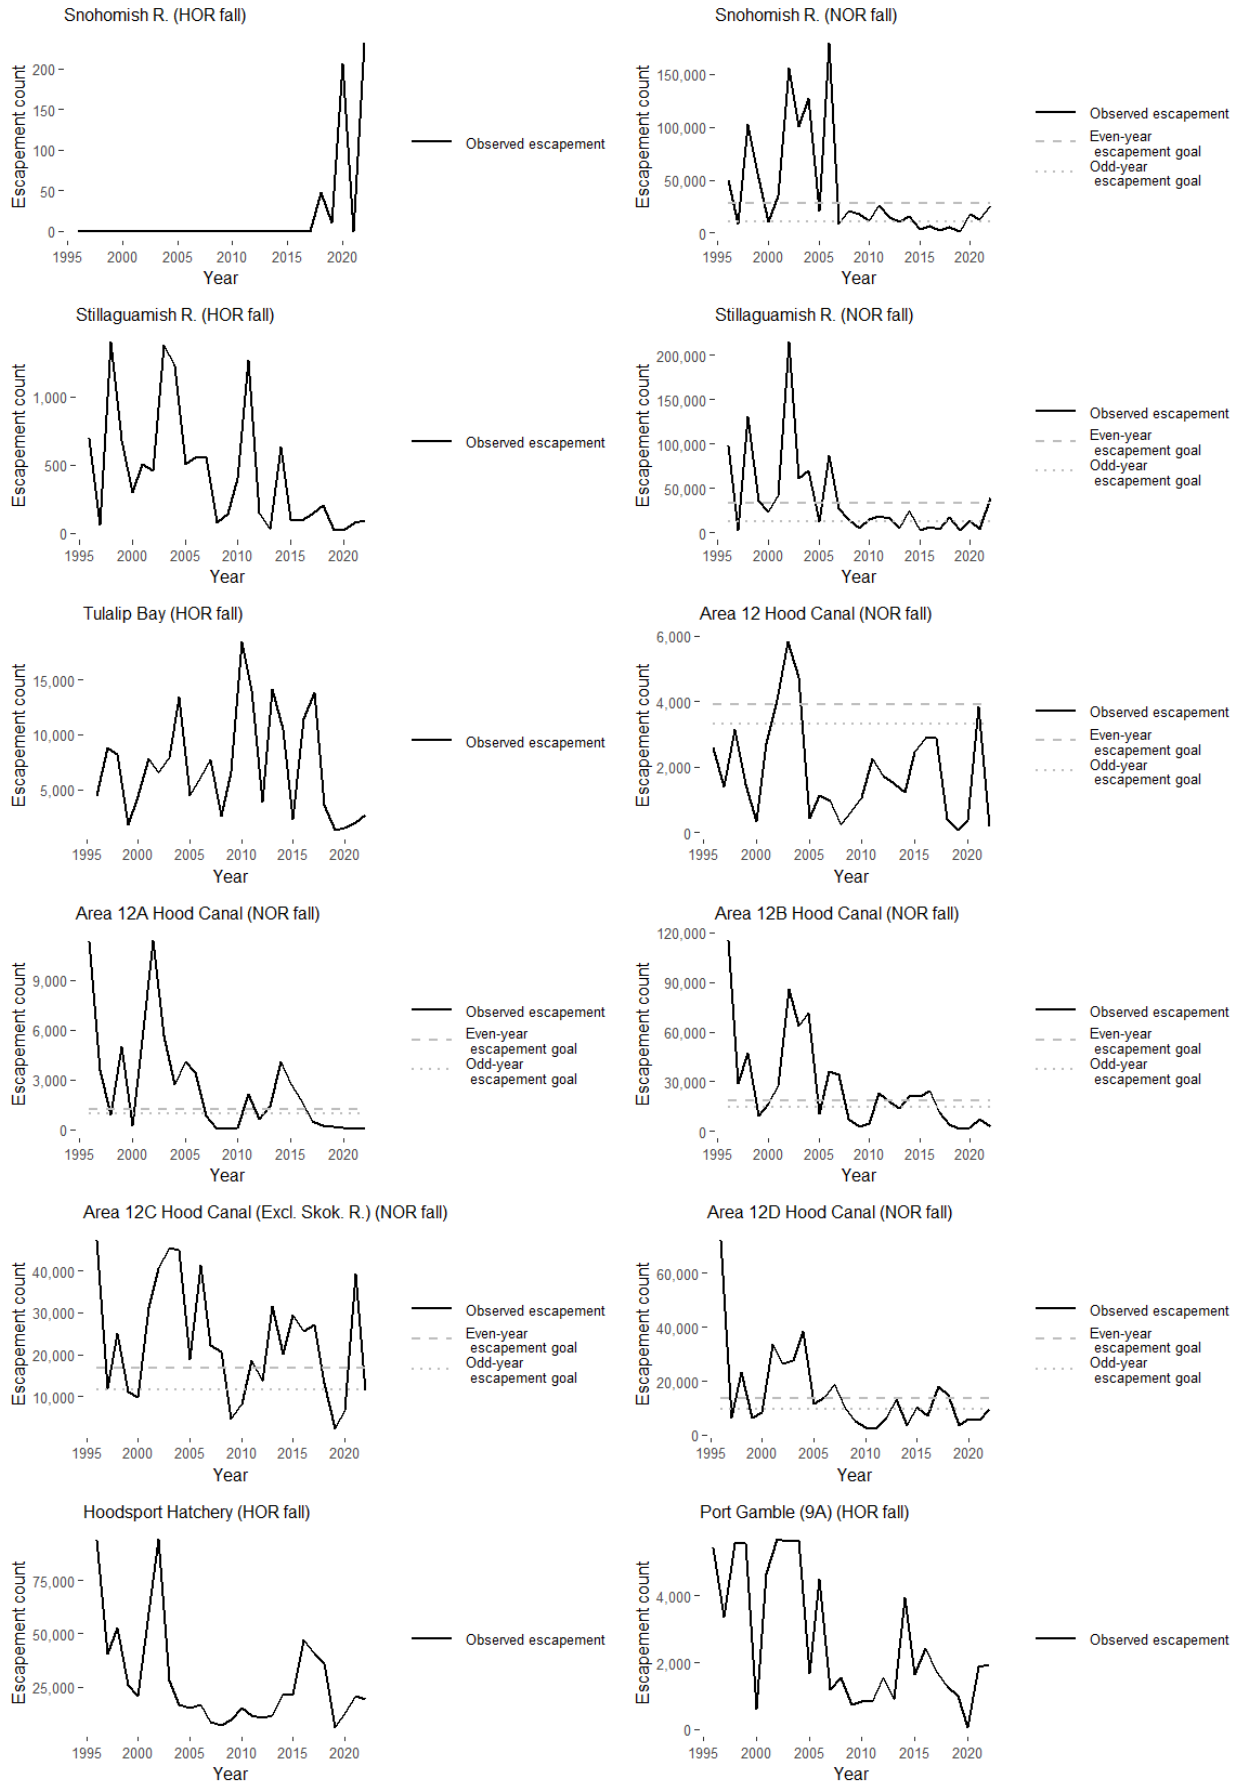 Snohomish R. (HOR fall)
Escapement count
200
150
100
50
0
1995 2000 2005 2010 2015 2020
Year
Observed escapement
Snohomish R. (NOR fall)
Escapement count
150,000
100,000
50,000
0
1995 2000 2005 2010 2015 2020
Year
Observed escapement
Even-year
escapement goal
Odd-year
escapement goal
Stillaguamish R. (HOR fall)
Escapement count
1,000
500
0
1995 2000 2005 2010 2015 2020
Year
Observed escapement
Stillaguamish R. (NOR fall)
Escapement count
200,000
150,000
100,000
50,000
0
1995 2000 2005 2010 2015 2020
Year
Observed escapement
Even-year
escapement goal
Odd-year
escapement goal
Tulalip Bay (HOR fall)
Escapement count
15,000
10,000
5,000
1995 2000 2005 2010 2015 2020
Year
Observed escapement
Area 12 Hood Canal (NOR fall)
Escapement count
6,000
4,000
2,000
0
1995 2000 2005 2010 2015 2020
Year
Observed escapement
Even-year
escapement goal
Odd-year
escapement goal
Area 12A Hood Canal (NOR fall)
Escapement count
9,000
6,000
3,000
0
1995 2000 2005 2010 2015 2020
Year
Observed escapement
Even-year
escapement goal
Odd-year
escapement goal
Area 12B Hood Canal (NOR fall)
Escapement count
120,000
90,000
60,000
30,000
0
1995 2000 2005 2010 2015 2020
Year
Observed escapement
Even-year
escapement goal
Odd-year
escapement goal
Area 12C Hood Canal (Excl. Skok. R.) (NOR fall)
Escapement count
40,000
30,000
20,000
10,000
1995 2000 2005 2010 2015 2020
Year
Observed escapement
Even-year
escapement goal
Odd-year
escapement goal
Area 12D Hood Canal (NOR fall)
Escapement count
60,000
40,000
20,000
0
1995 2000 2005 2010 2015 2020
Year
Observed escapement
Even-year
escapement goal
Odd-year
escapement goal
Hoodsport Hatchery (HOR fall)
Escapement count
75,000
50,000
25,000
1995 2000 2005 2010 2015 2020
Year
Observed escapement
Port Gamble (9A) (HOR fall)
Escapement count
4,000
2,000
0
1995 2000 2005 2010 2015 2020
Year
Observed escapement